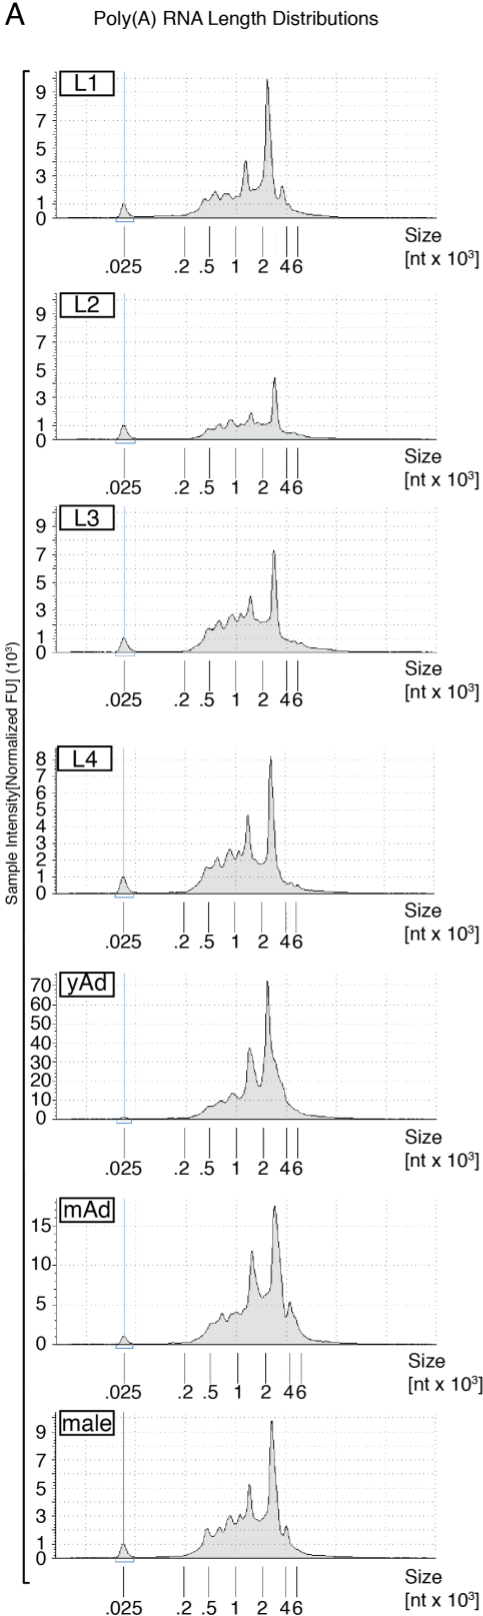 A
Poly(A) RNA Length Distributions
Sample Intensity[Normalized FU] (10³)
L1
9
7
5
3
1
0
Size
[nt x 10³]
.025 .2 .5 1 2 4 6
L2
9
7
5
3
1
0
Size
[nt x 10³]
.025 .2 .5 1 2 4 6
L3
9
7
5
3
1
0
Size
[nt x 10³]
.025 .2 .5 1 2 4 6
L4
8
7
6
5
4
3
2
1
0
Size
[nt x 10³]
.025 .2 .5 1 2 4 6
yAd
70
60
50
40
30
20
10
0
Size
[nt x 10³]
.025 .2 .5 1 2 4 6
mAd
15
10
5
0
Size
[nt x 10³]
.025 .2 .5 1 2 4 6
male
9
7
5
3
1
0
Size
[nt x 10³]
.025 .2 .5 1 2 4 6